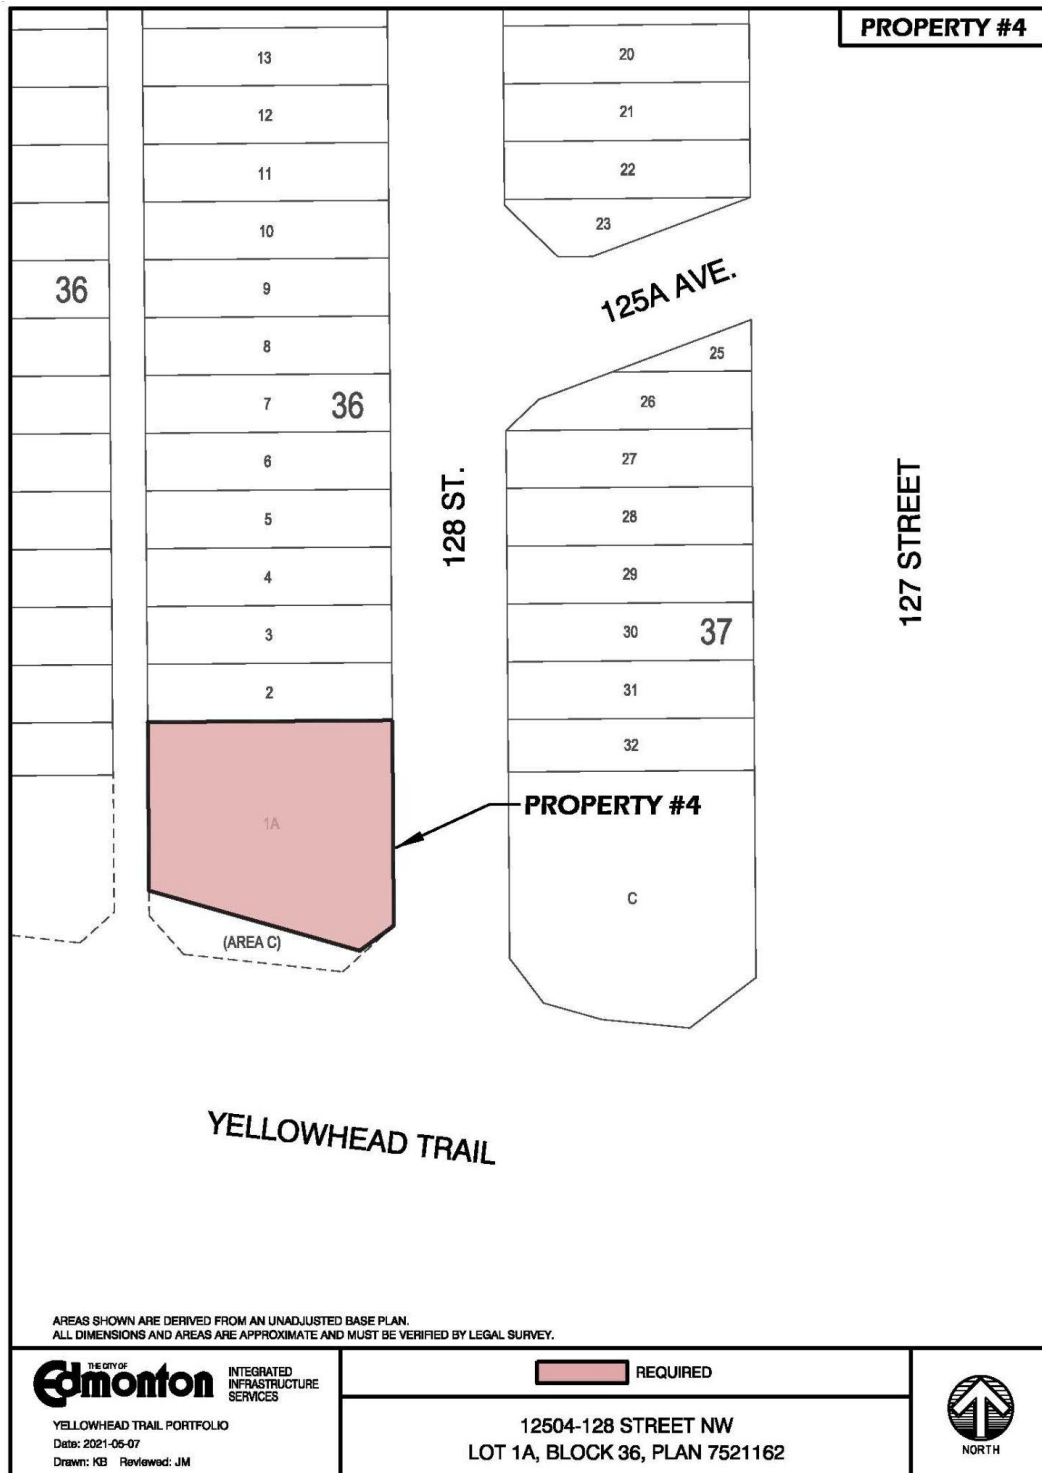 PROPERTY #4
13
12
11
10
9
8
7
6
5
4
3
2
1A
(AREA C)
36
36
128 ST.
20
21
22
23
125A AVE.
25
26
27
28
29
30
31
32
37
C
127 STREET
PROPERTY #4
YELLOWHEAD TRAIL
AREAS SHOWN ARE DERIVED FROM AN UNADJUSTED BASE PLAN.
ALL DIMENSIONS AND AREAS ARE APPROXIMATE AND MUST BE VERIFIED BY LEGAL SURVEY.
THE CITY OF
Edmonton
INTEGRATED
INFRASTRUCTURE
SERVICES
YELLOWHEAD TRAIL PORTFOLIO
Date: 2021-05-07
Drawn: KB Reviewed: JM
REQUIRED
12504-128 STREET NW
LOT 1A, BLOCK 36, PLAN 7521162
NORTH